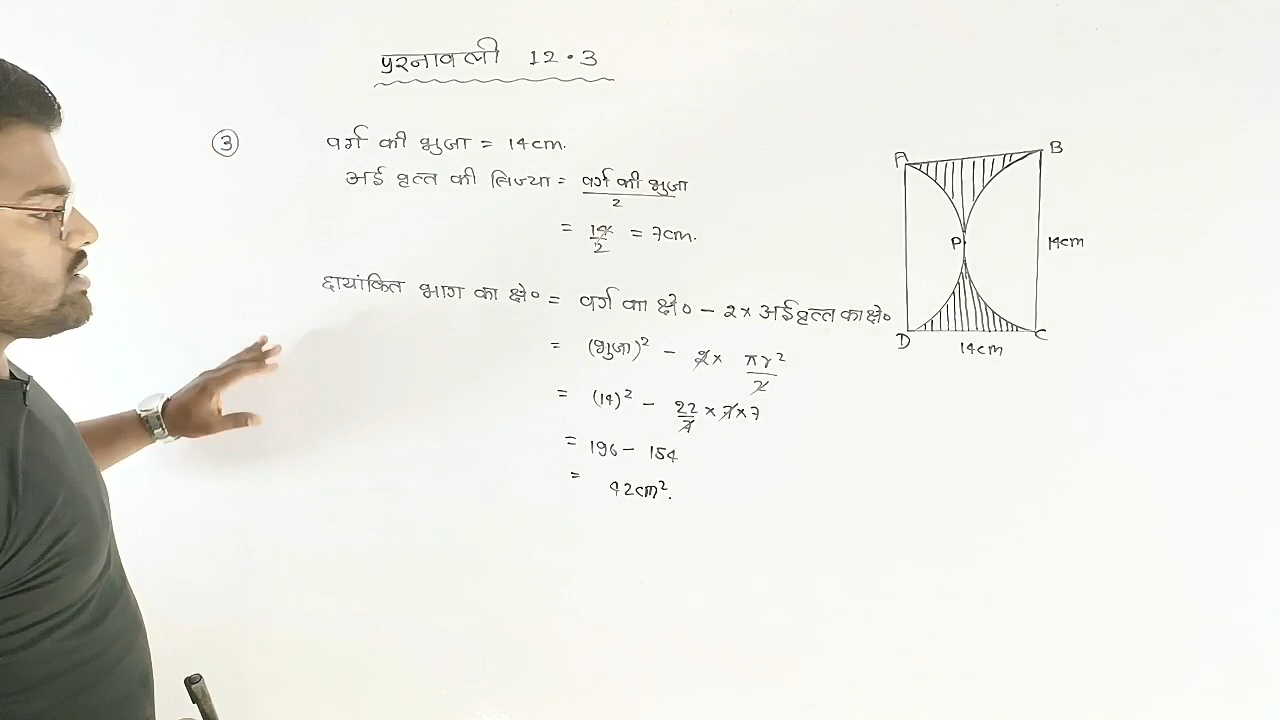 प्रश्नावली 12.3
③ वर्ग की भुजा = 14cm.
अर्द्ध वृत्त की त्रिज्या = वर्ग की भुजा / 2
= 14/2 = 7cm.
छायांकित भाग का क्षे० = वर्ग का क्षे० - 2 × अर्द्धवृत्त का क्षे०
= (भुजा)² - 2 × πr²/2
= (14)² - 22/7 × 7 × 7
= 196 - 154
= 42cm².
A B
P 14cm
D C
14cm